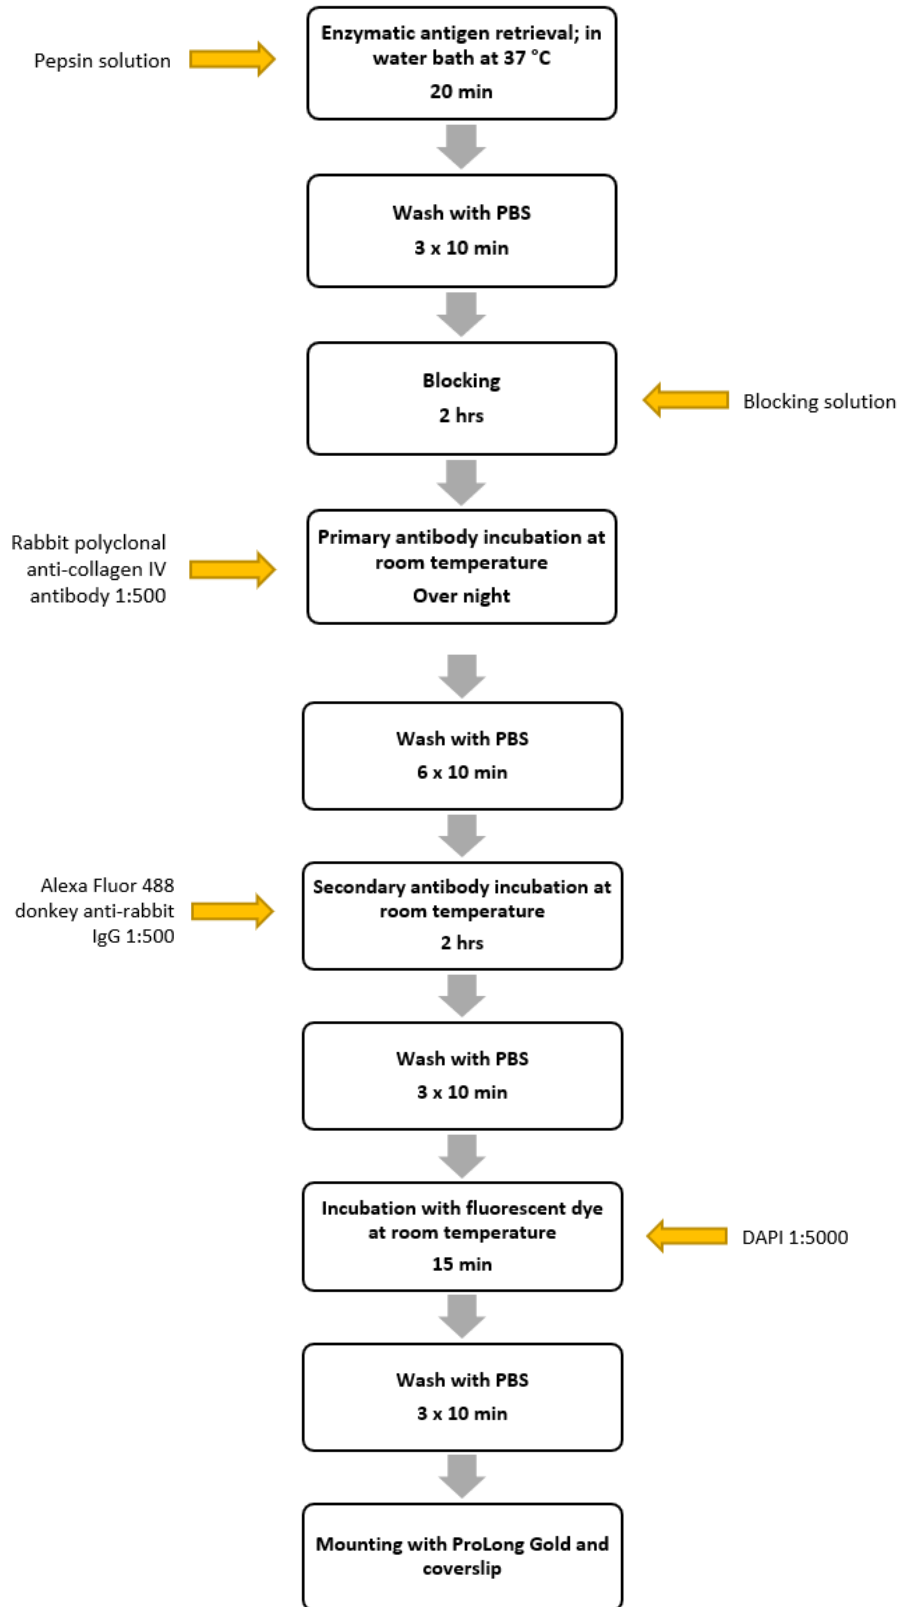 Pepsin solution
Enzymatic antigen retrieval; in
water bath at 37 °C
20 min
Wash with PBS
3 x 10 min
Blocking
2 hrs
Blocking solution
Rabbit polyclonal
anti-collagen IV
antibody 1:500
Primary antibody incubation at
room temperature
Over night
Wash with PBS
6 x 10 min
Alexa Fluor 488
donkey anti-rabbit
IgG 1:500
Secondary antibody incubation at
room temperature
2 hrs
Wash with PBS
3 x 10 min
Incubation with fluorescent dye
at room temperature
15 min
DAPI 1:5000
Wash with PBS
3 x 10 min
Mounting with ProLong Gold and
coverslip